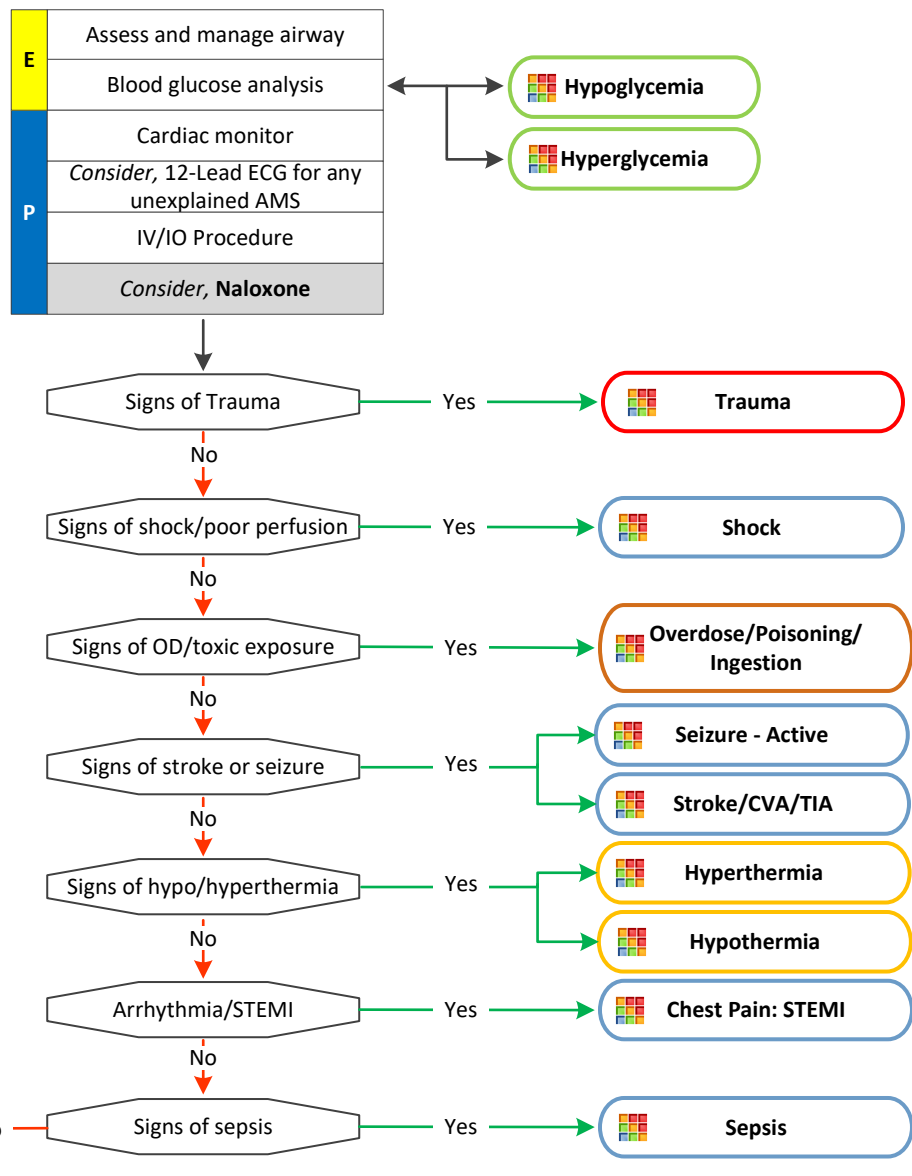 E
Assess and manage airway
Blood glucose analysis
Hypoglycemia
Hyperglycemia
P
Cardiac monitor
Consider, 12-Lead ECG for any
unexplained AMS
IV/IO Procedure
Consider, Naloxone
Signs of Trauma
Yes
Trauma
No
Signs of shock/poor perfusion
Yes
Shock
No
Signs of OD/toxic exposure
Yes
Overdose/Poisoning/
Ingestion
No
Signs of stroke or seizure
Yes
Seizure - Active
Stroke/CVA/TIA
No
Signs of hypo/hyperthermia
Yes
Hyperthermia
Hypothermia
No
Arrhythmia/STEMI
Yes
Chest Pain: STEMI
No
Signs of sepsis
Yes
Sepsis